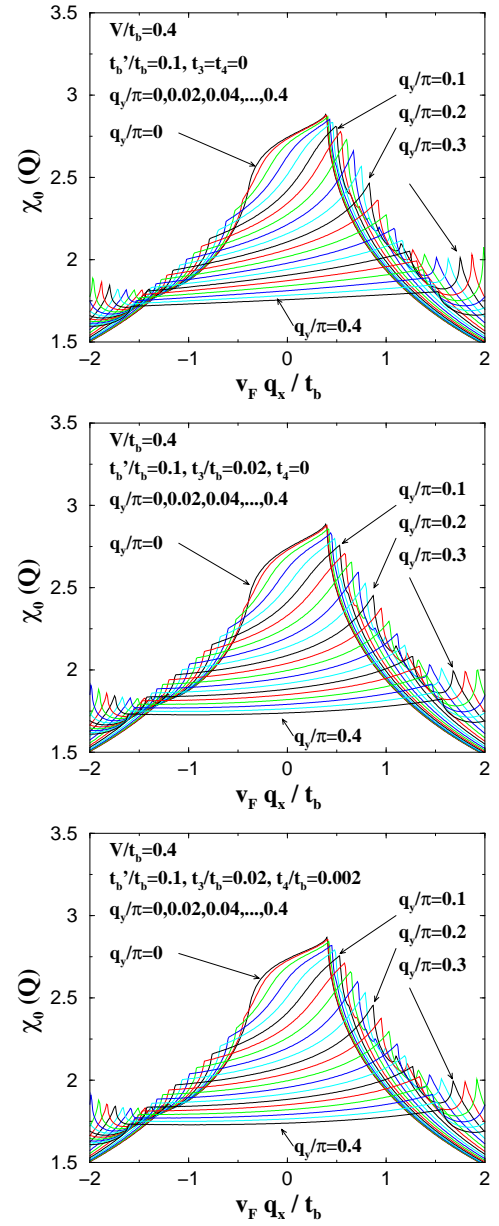 3.5
V/t_b=0.4
t_b'/t_b=0.1, t_3=t_4=0
q_y/π=0,0.02,0.04,...,0.4
q_y/π=0.1
q_y/π=0
q_y/π=0.2
q_y/π=0.3
3
2.5
χ_0 (Q)
2
q_y/π=0.4
1.5
−2 −1 0 1 2
v_F q_x / t_b
3.5
V/t_b=0.4
t_b'/t_b=0.1, t_3/t_b=0.02, t_4=0
q_y/π=0,0.02,0.04,...,0.4
q_y/π=0.1
q_y/π=0
q_y/π=0.2
q_y/π=0.3
3
2.5
χ_0 (Q)
2
q_y/π=0.4
1.5
−2 −1 0 1 2
v_F q_x / t_b
3.5
V/t_b=0.4
t_b'/t_b=0.1, t_3/t_b=0.02, t_4/t_b=0.002
q_y/π=0,0.02,0.04,...,0.4
q_y/π=0.1
q_y/π=0
q_y/π=0.2
q_y/π=0.3
3
2.5
χ_0 (Q)
2
q_y/π=0.4
1.5
−2 −1 0 1 2
v_F q_x / t_b